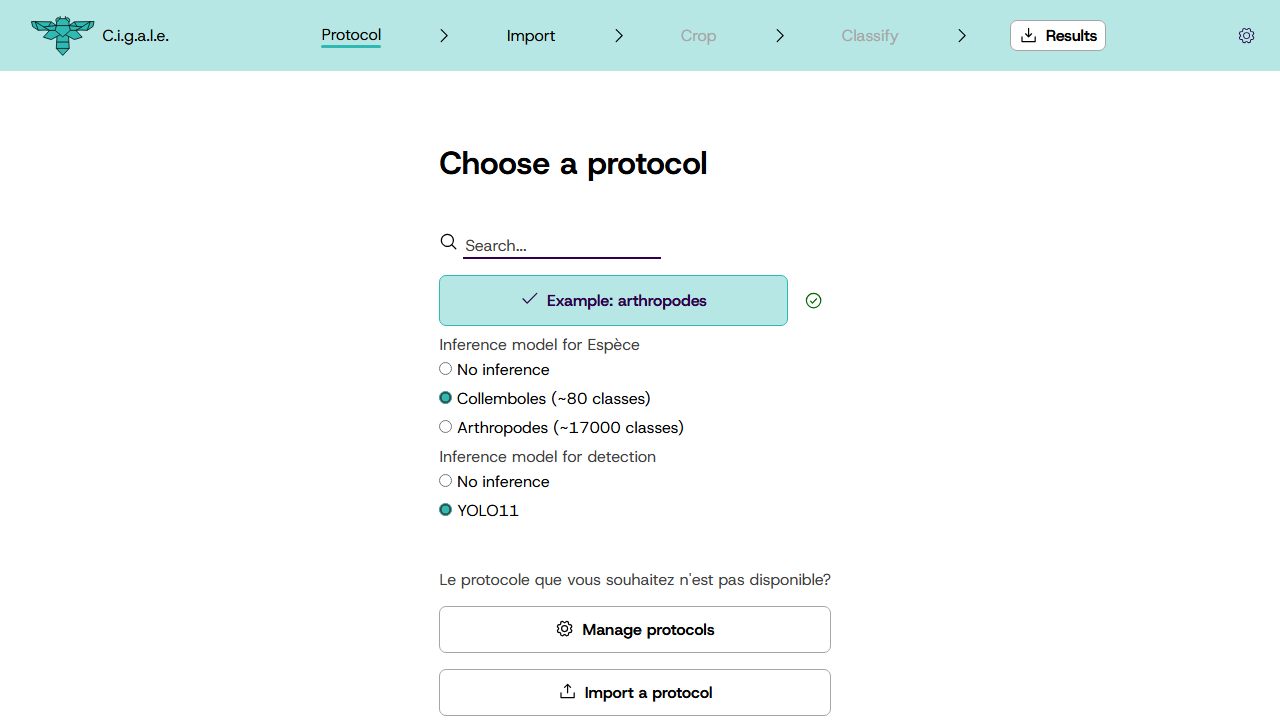 C.i.g.a.l.e.
Protocol
Import
Crop
Classify
Results
Choose a protocol
Search...
Example: arthropodes
Inference model for Espèce
No inference
Collemboles (~80 classes)
Arthropodes (~17000 classes)
Inference model for detection
No inference
YOLO11
Le protocole que vous souhaitez n'est pas disponible?
Manage protocols
Import a protocol